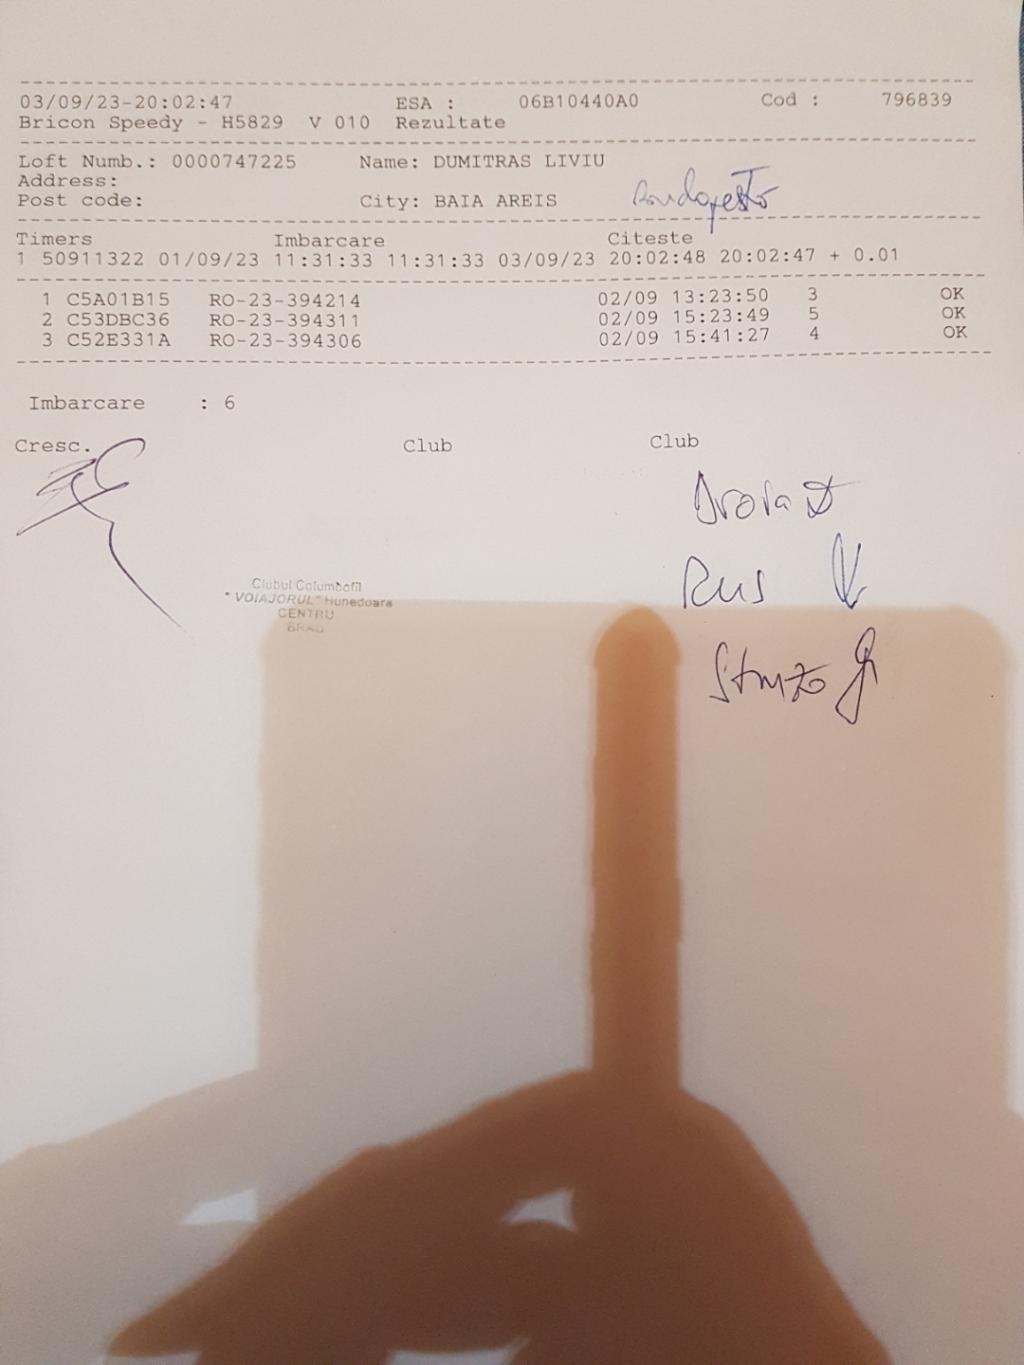 03/09/23-20:02:47 ESA : 06B10440A0 Cod : 796839
Bricon Speedy - H5829 V 010 Rezultate
Loft Numb.: 0000747225 Name: DUMITRAS LIVIU
Address:
Post code: City: BAIA AREIS
Timers Imbarcare Citeste
1 50911322 01/09/23 11:31:33 11:31:33 03/09/23 20:02:48 20:02:47 + 0.01
1 C5A01B15 RO-23-394214 02/09 13:23:50 3 OK
2 C53DBC36 RO-23-394311 02/09 15:23:49 5 OK
3 C52E331A RO-23-394306 02/09 15:41:27 4 OK
Imbarcare : 6
Cresc. Club Club
Rus
Clubul Columbofil
"VOIAJORUL" Hunedoara
CENTRU
BRAD